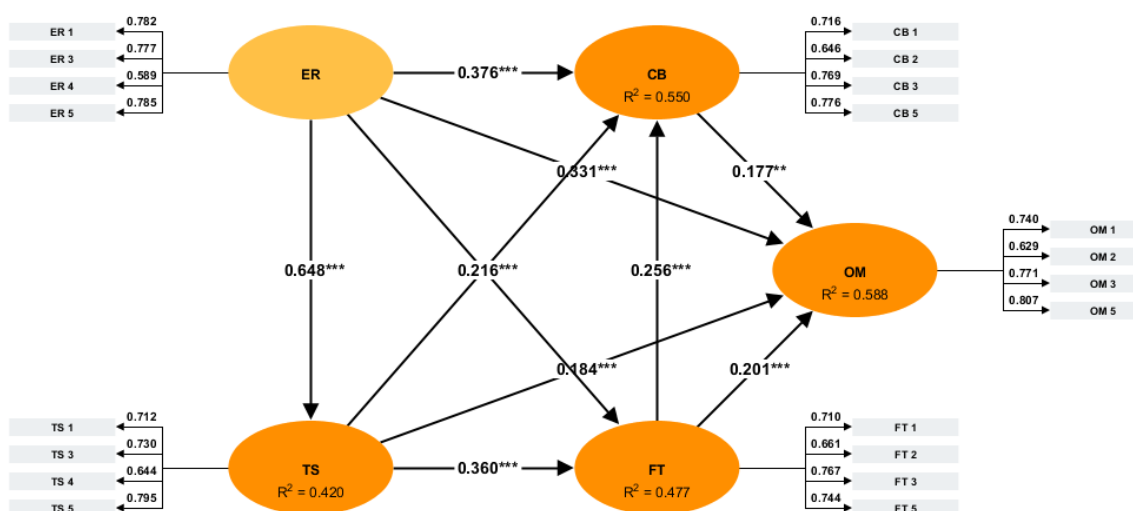 0.782
ER 1
0.777
ER 3
0.589
ER 4
0.785
ER 5
ER
0.376***
CB
R² = 0.550
0.716
CB 1
0.646
CB 2
0.769
CB 3
0.776
CB 5
0.331***
0.177**
0.648***
0.216***
0.256***
OM
R² = 0.588
0.740
OM 1
0.629
OM 2
0.771
OM 3
0.807
OM 5
0.184***
0.201***
0.712
TS 1
0.730
TS 3
0.644
TS 4
0.795
TS 5
TS
R² = 0.420
0.360***
FT
R² = 0.477
0.710
FT 1
0.661
FT 2
0.767
FT 3
0.744
FT 5